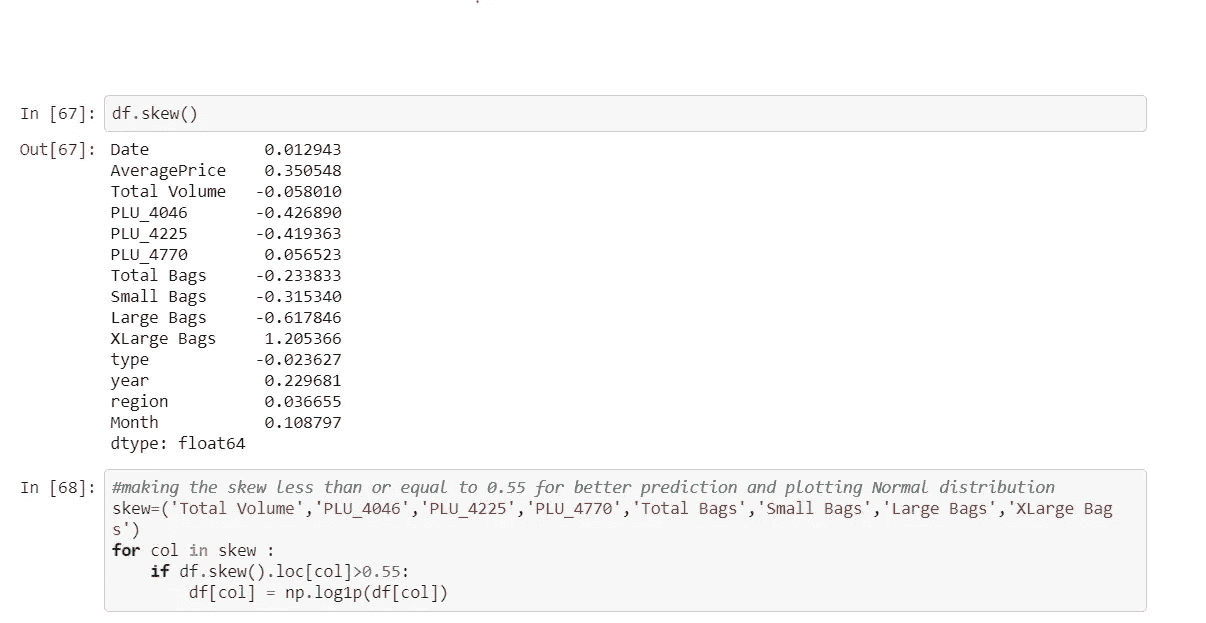 In [67]: df.skew()
Out[67]: Date 0.012943
AveragePrice 0.350548
Total Volume -0.058010
PLU_4046 -0.426890
PLU_4225 -0.419363
PLU_4770 0.056523
Total Bags -0.233833
Small Bags -0.315340
Large Bags -0.617846
XLarge Bags 1.205366
type -0.023627
year 0.229681
region 0.036655
Month 0.108797
dtype: float64
In [68]: #making the skew less than or equal to 0.55 for better prediction and plotting Normal distribution
skew=('Total Volume','PLU_4046','PLU_4225','PLU_4770','Total Bags','Small Bags','Large Bags','XLarge Bag
s')
for col in skew :
    if df.skew().loc[col]>0.55:
        df[col] = np.log1p(df[col])